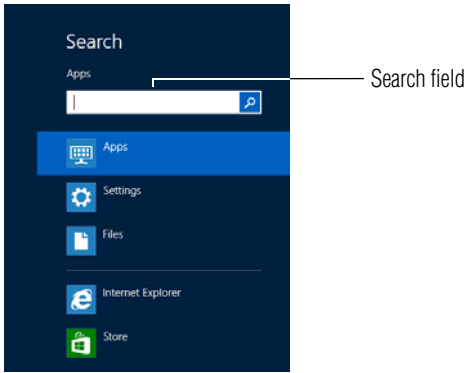 Search
Apps
Search field
Apps
Settings
Files
Internet Explorer
Store